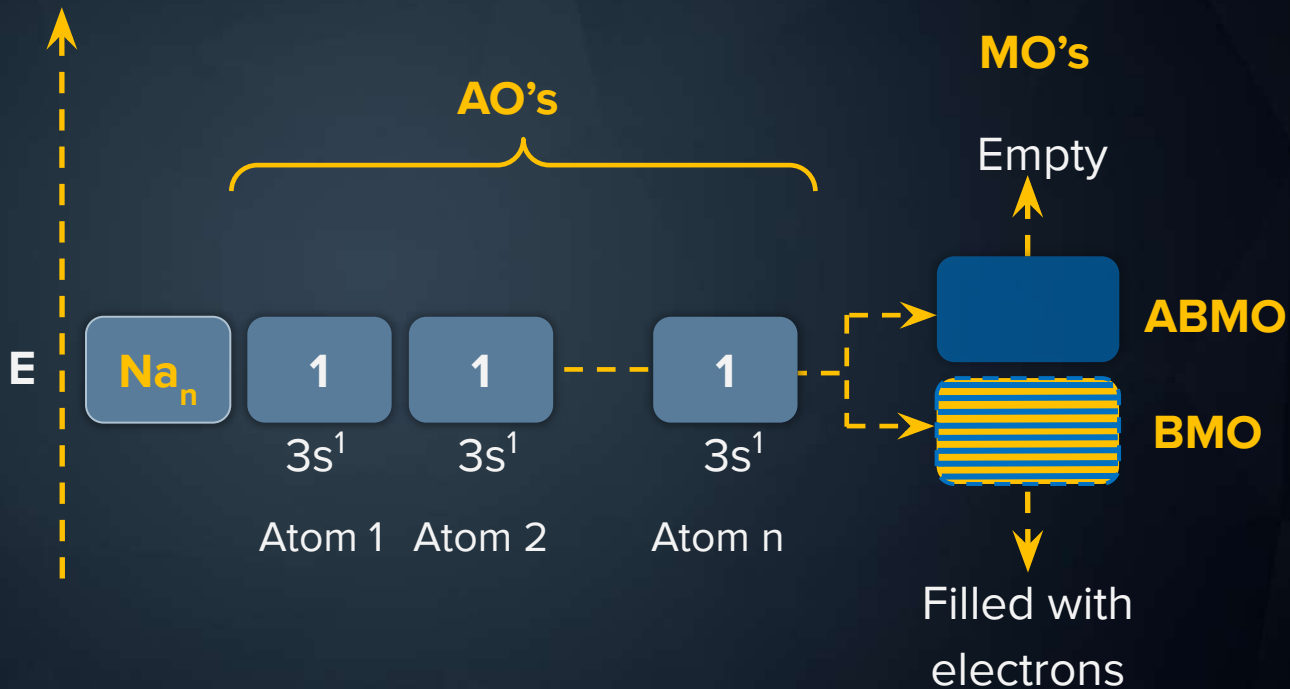 MO's
AO's
Empty
E
Na_n
1
1
1
ABMO
BMO
3s¹
3s¹
3s¹
Atom 1
Atom 2
Atom n
Filled with
electrons